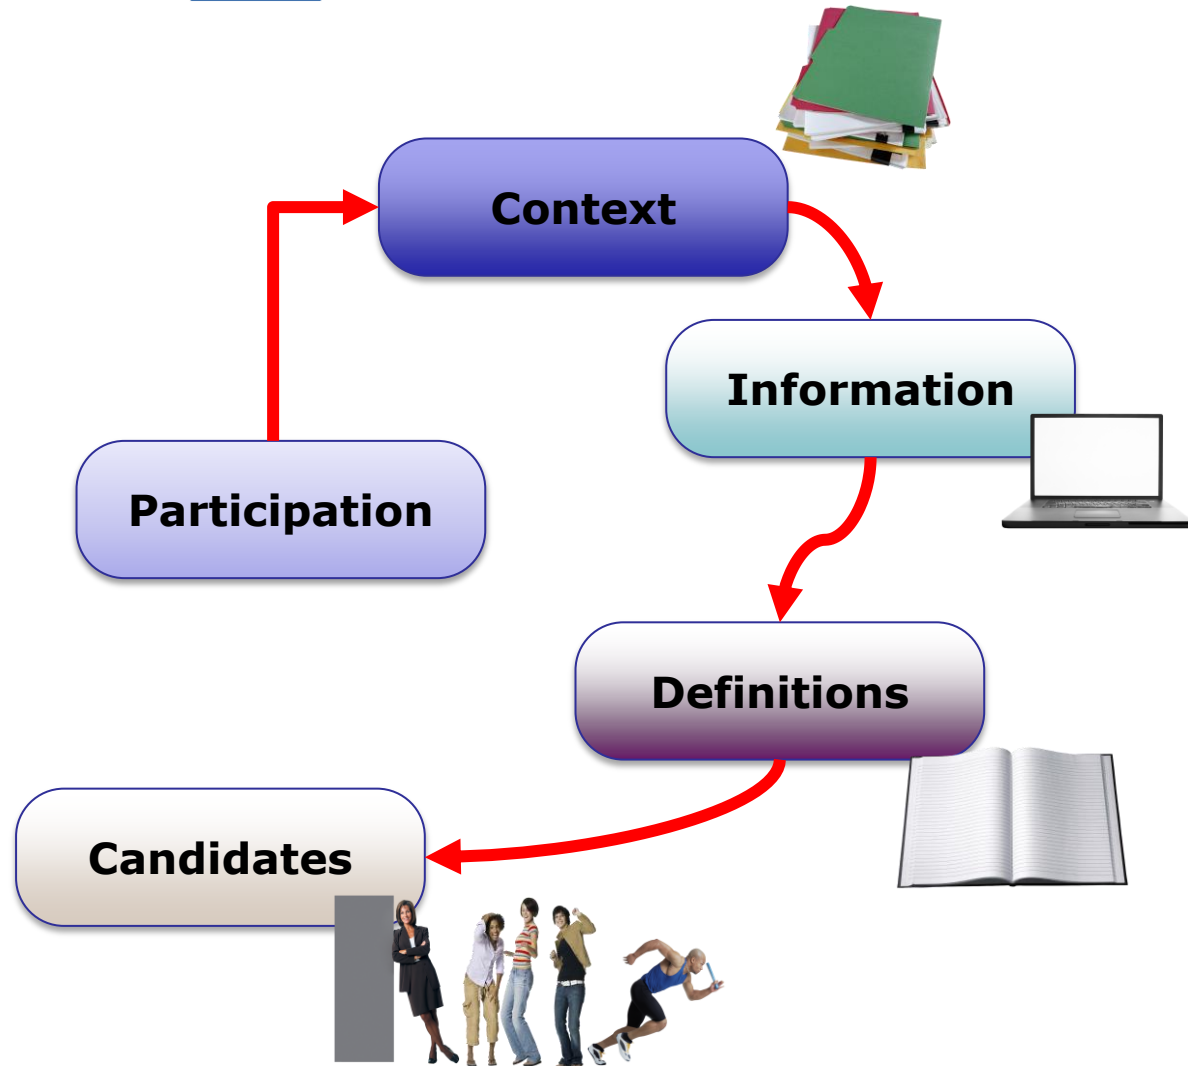 Context
Information
Participation
Definitions
Candidates